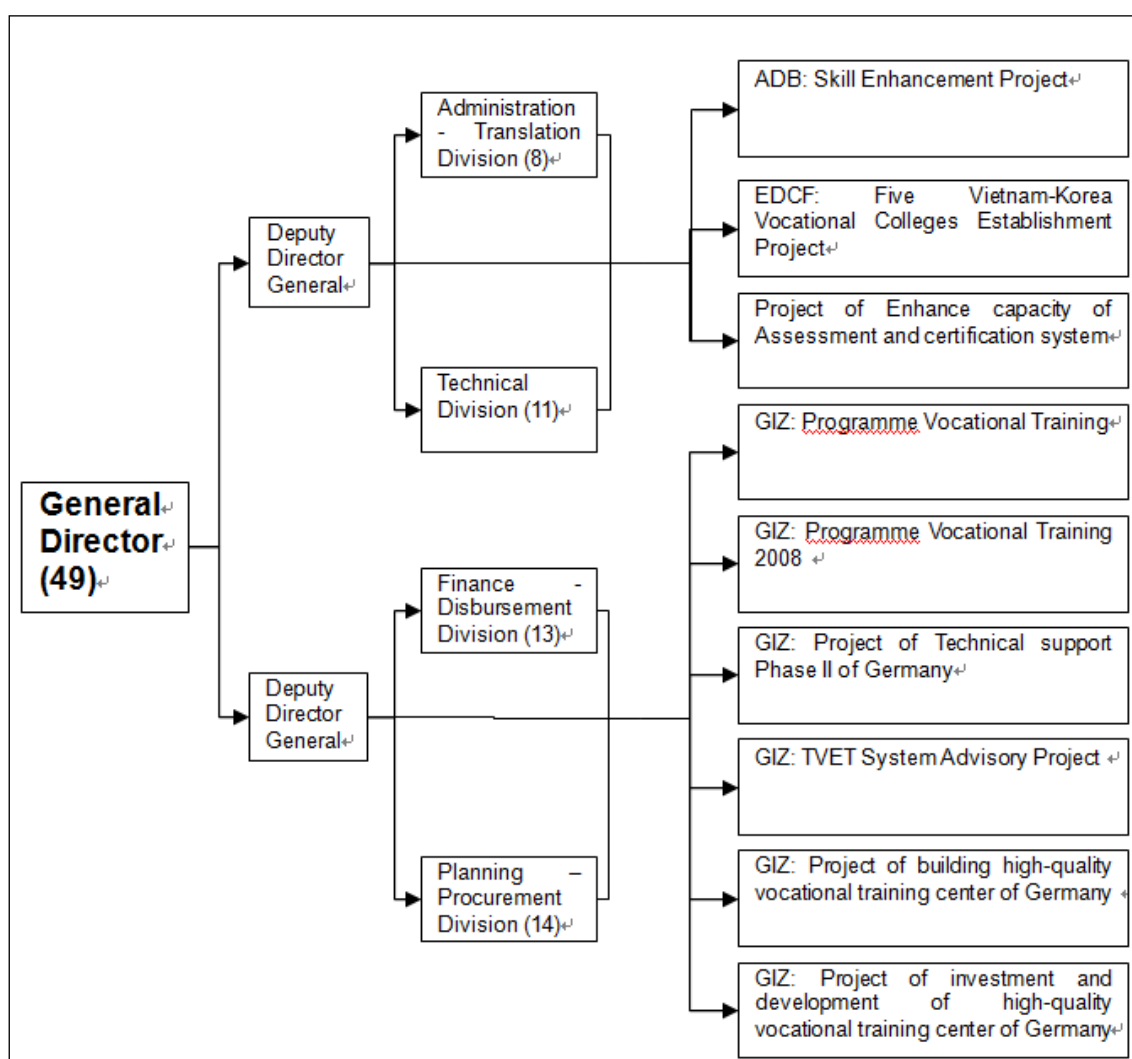 General
Director
(49)
Deputy
Director
General
Administration
- Translation
Division (8)
Technical
Division (11)
ADB: Skill Enhancement Project
EDCF: Five Vietnam-Korea
Vocational Colleges Establishment
Project
Project of Enhance capacity of
Assessment and certification system
Deputy
Director
General
Finance -
Disbursement
Division (13)
Planning –
Procurement
Division (14)
GIZ: Programme Vocational Training
GIZ: Programme Vocational Training
2008
GIZ: Project of Technical support
Phase II of Germany
GIZ: TVET System Advisory Project
GIZ: Project of building high-quality
vocational training center of Germany
GIZ: Project of investment and
development of high-quality
vocational training center of Germany